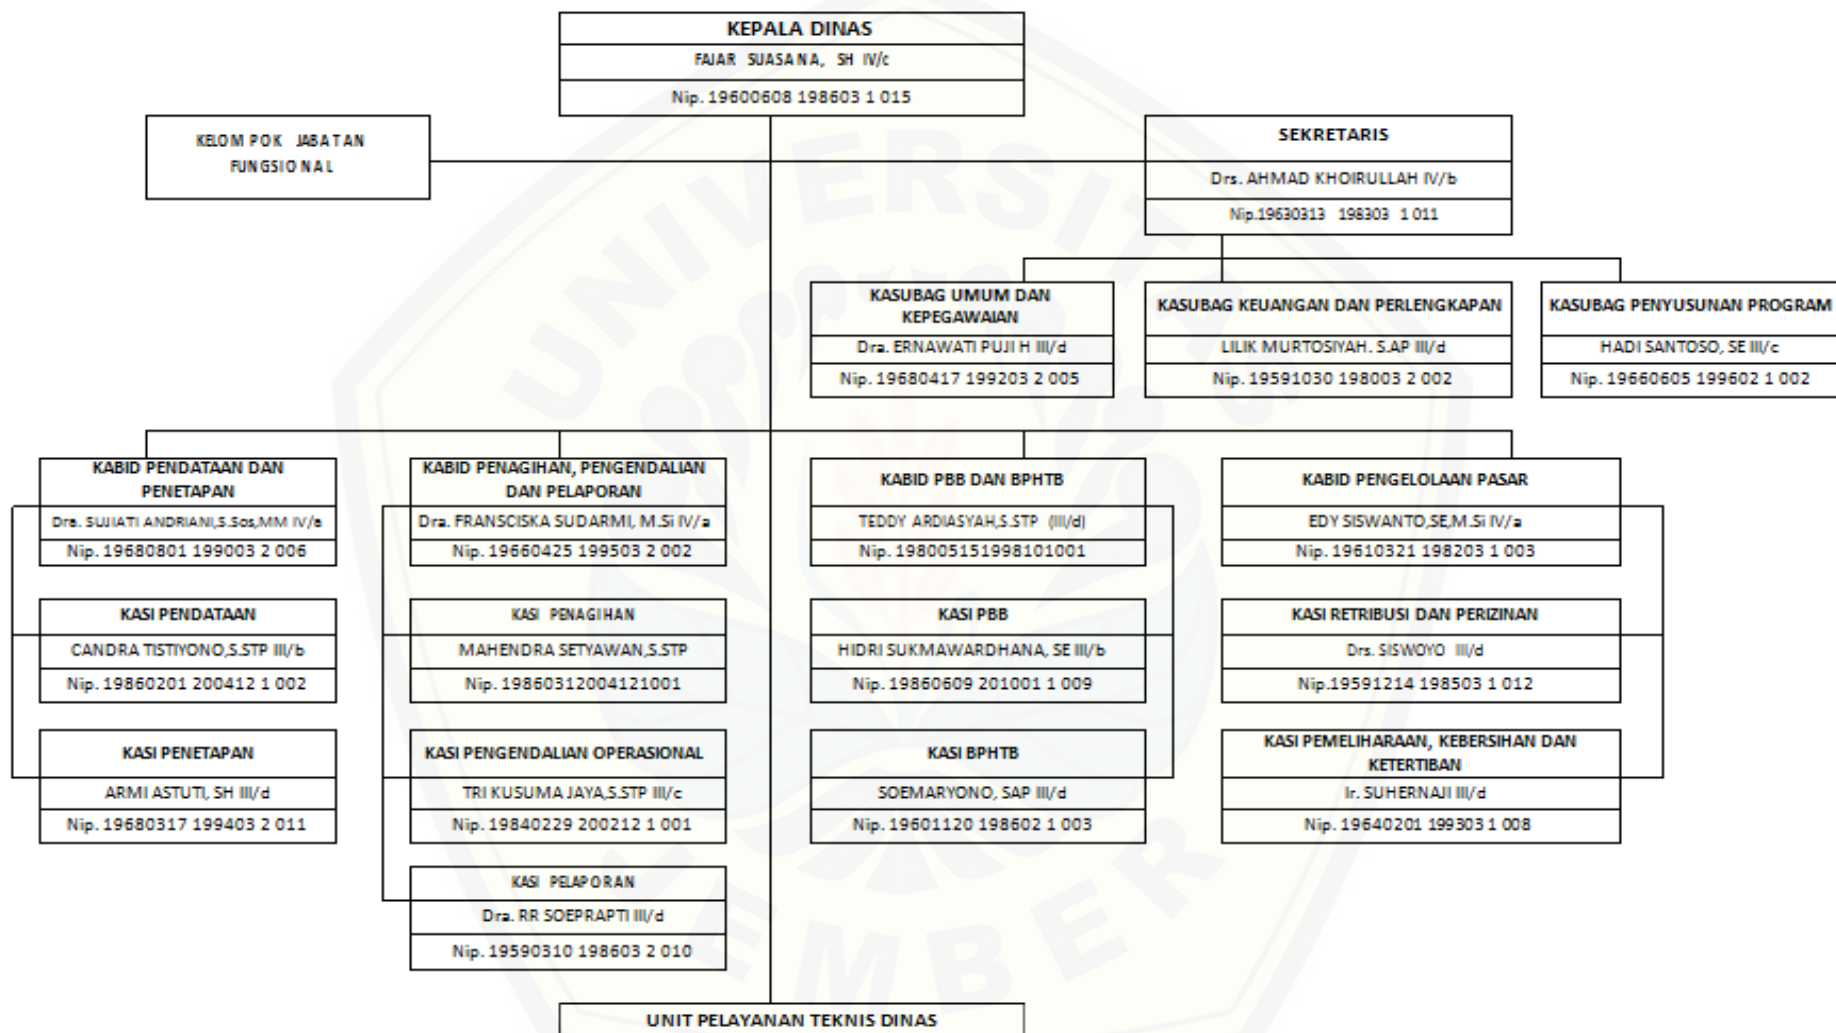 KEPALA DINAS
FAJAR SUASANA, SH IV/c
Nip. 19600608 198603 1 015
KELOMPOK JABATAN
FUNGSIONAL
SEKRETARIS
Drs. AHMAD KHOIRULLAH IV/b
Nip.19630313 198303 1 011
KASUBAG UMUM DAN
KEPEGAWAIAN
Dra. ERNAWATI PUJI H III/d
Nip. 19680417 199203 2 005
KASUBAG KEUANGAN DAN PERLENGKAPAN
LILIK MURTOSIYAH. S.AP III/d
Nip. 19591030 198003 2 002
KASUBAG PENYUSUNAN PROGRAM
HADI SANTOSO, SE III/c
Nip. 19660605 199602 1 002
KABID PENDATAAN DAN
PENETAPAN
Dra. SUJIATI ANDRIANI,S.Sos,MM IV/a
Nip. 19680801 199003 2 006
KASI PENDATAAN
CANDRA TISTIYONO,S.STP III/b
Nip. 19860201 200412 1 002
KASI PENETAPAN
ARMI ASTUTI, SH III/d
Nip. 19680317 199403 2 011
KABID PENAGIHAN, PENGENDALIAN
DAN PELAPORAN
Dra. FRANSCISKA SUDARMI, M.Si IV/a
Nip. 19660425 199503 2 002
KASI PENAGIHAN
MAHENDRA SETYAWAN,S.STP
Nip. 198603122004121001
KASI PENGENDALIAN OPERASIONAL
TRI KUSUMA JAYA,S.STP III/c
Nip. 19840229 200212 1 001
KASI PELAPORAN
Dra. RR SOEPRAPTI III/d
Nip. 19590310 198603 2 010
KABID PBB DAN BPHTB
TEDDY ARDIASYAH,S.STP (III/d)
Nip. 198005151998101001
KASI PBB
HIDRI SUKMAWARDHANA, SE III/b
Nip. 19860609 201001 1 009
KASI BPHTB
SOEMARYONO, SAP III/d
Nip. 19601120 198602 1 003
KABID PENGELOLAAN PASAR
EDY SISWANTO,SE,M.Si IV/a
Nip. 19610321 198203 1 003
KASI RETRIBUSI DAN PERIZINAN
Drs. SISWOYO III/d
Nip.19591214 198503 1 012
KASI PEMELIHARAAN, KEBERSIHAN DAN
KETERTIBAN
Ir. SUHERNAJI III/d
Nip. 19640201 199303 1 008
UNIT PELAYANAN TEKNIS DINAS
UNIVERSITAS
JEMBER